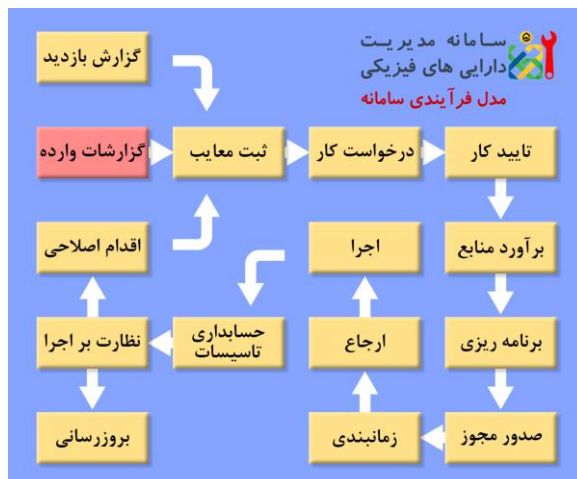 سامانه مدیریت
دارایی های فیزیکی
مدل فرآیندی سامانه
گزارش بازدید
گزارشات وارده
ثبت معایب
درخواست کار
تایید کار
اقدام اصلاحی
اجرا
برآورد منابع
نظارت بر اجرا
حسابداری
تاسیسات
ارجاع
برنامه ریزی
بروزرسانی
زمانبندی
صدور مجوز